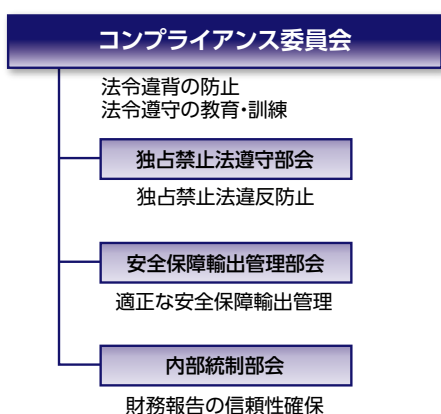 コンプライアンス委員会
法令違背の防止
法令遵守の教育・訓練
独占禁止法遵守部会
独占禁止法違反防止
安全保障輸出管理部会
適正な安全保障輸出管理
内部統制部会
財務報告の信頼性確保